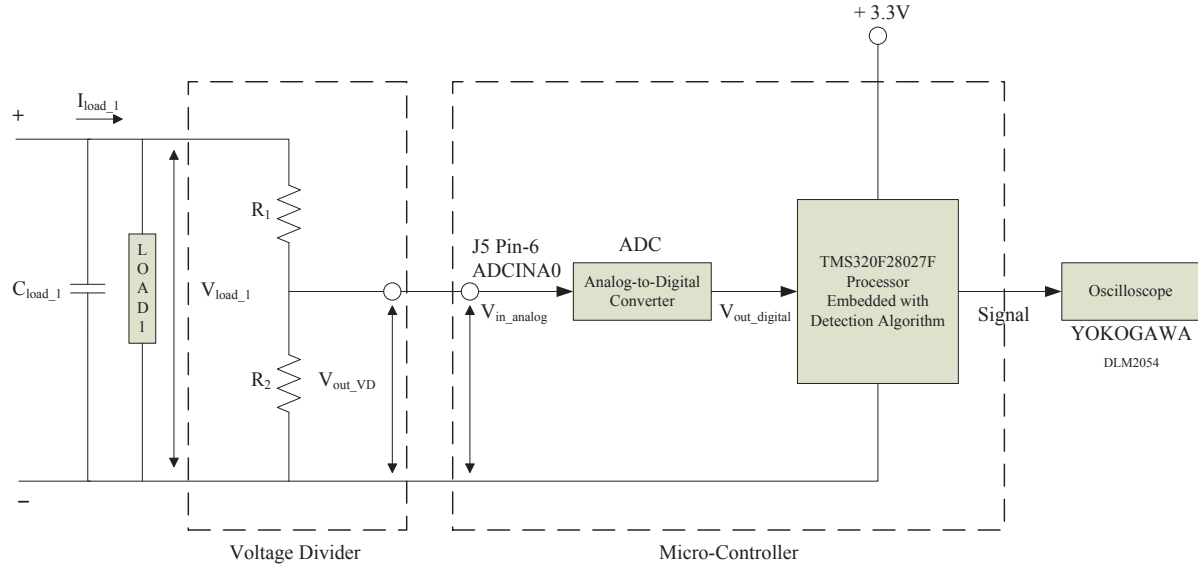 + 3.3V
+
I_load_1
R_1
J5 Pin-6
ADCINA0
ADC
L
O
A
D
1
TMS320F28027F
Processor
Embedded with
Detection Algorithm
Analog-to-Digital
Converter
Oscilloscope
C_load_1
V_load_1
V_in_analog
V_out_digital
Signal
YOKOGAWA
DLM2054
R_2
V_out_VD
–
Voltage Divider
Micro-Controller